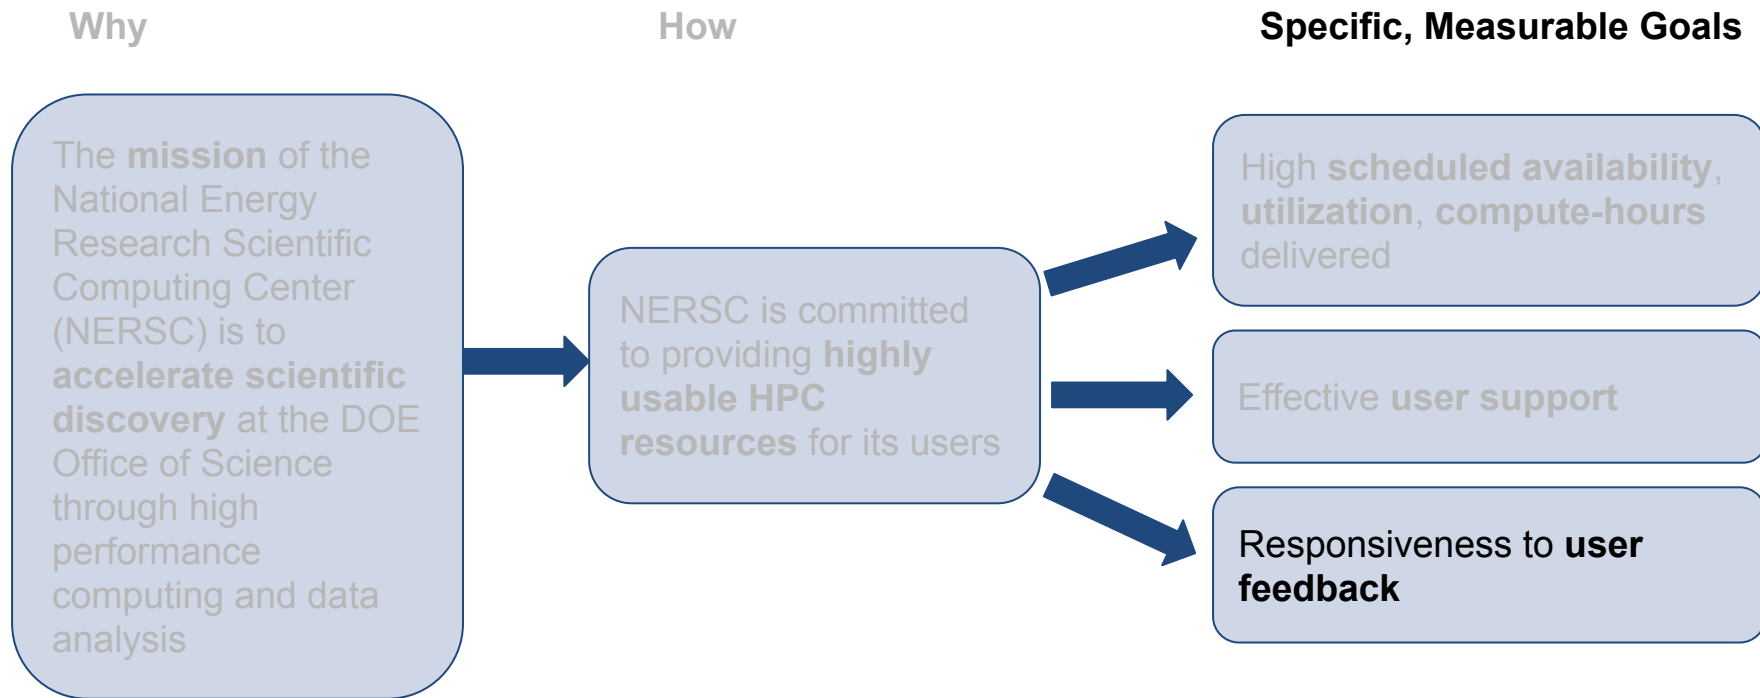 Why
How
Specific, Measurable Goals
The mission of the
National Energy
Research Scientific
Computing Center
(NERSC) is to
accelerate scientific
discovery at the DOE
Office of Science
through high
performance
computing and data
analysis
NERSC is committed
to providing highly
usable HPC
resources for its users
High scheduled availability,
utilization, compute-hours
delivered
Effective user support
Responsiveness to user
feedback